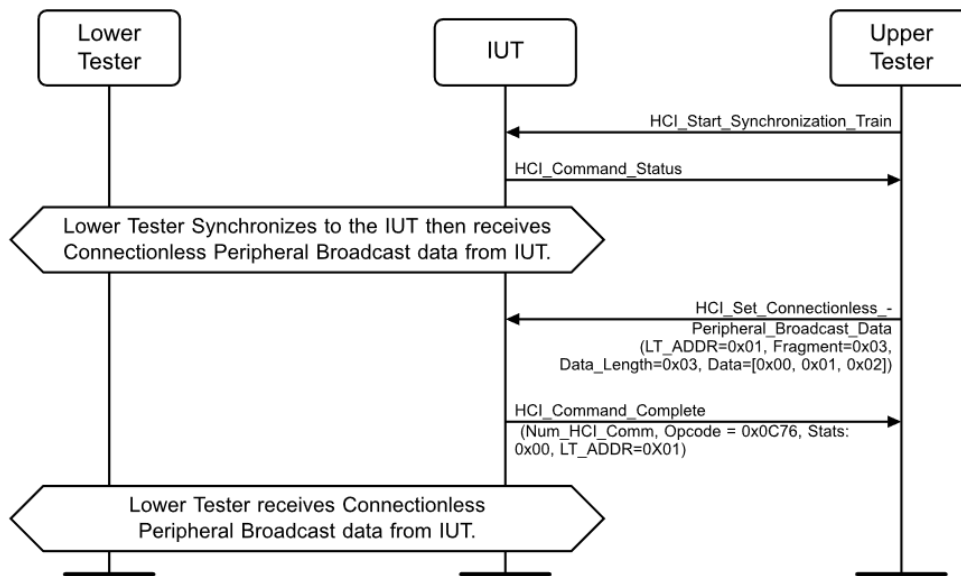 Lower
Tester
IUT
Upper
Tester
HCI_Start_Synchronization_Train
HCI_Command_Status
Lower Tester Synchronizes to the IUT then receives
Connectionless Peripheral Broadcast data from IUT.
HCI_Set_Connectionless_-
Peripheral_Broadcast_Data
(LT_ADDR=0x01, Fragment=0x03,
Data_Length=0x03, Data=[0x00, 0x01, 0x02])
HCI_Command_Complete
(Num_HCI_Comm, Opcode = 0x0C76, Stats:
0x00, LT_ADDR=0X01)
Lower Tester receives Connectionless
Peripheral Broadcast data from IUT.